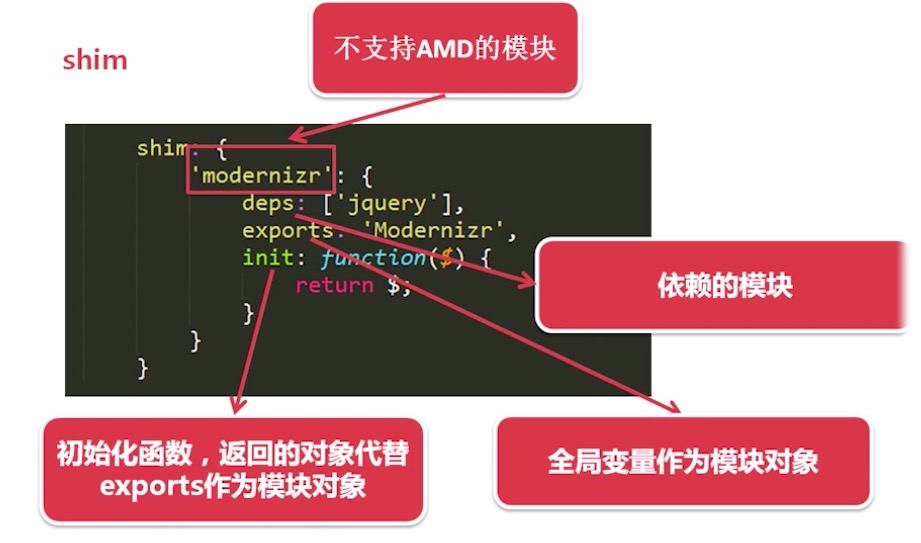 不支持AMD的模块
shim
shim: {
'modernizr': {
deps: ['jquery'],
exports: 'Modernizr',
init: function($) {
return $;
}
}
}
依赖的模块
初始化函数，返回的对象代替
exports作为模块对象
全局变量作为模块对象